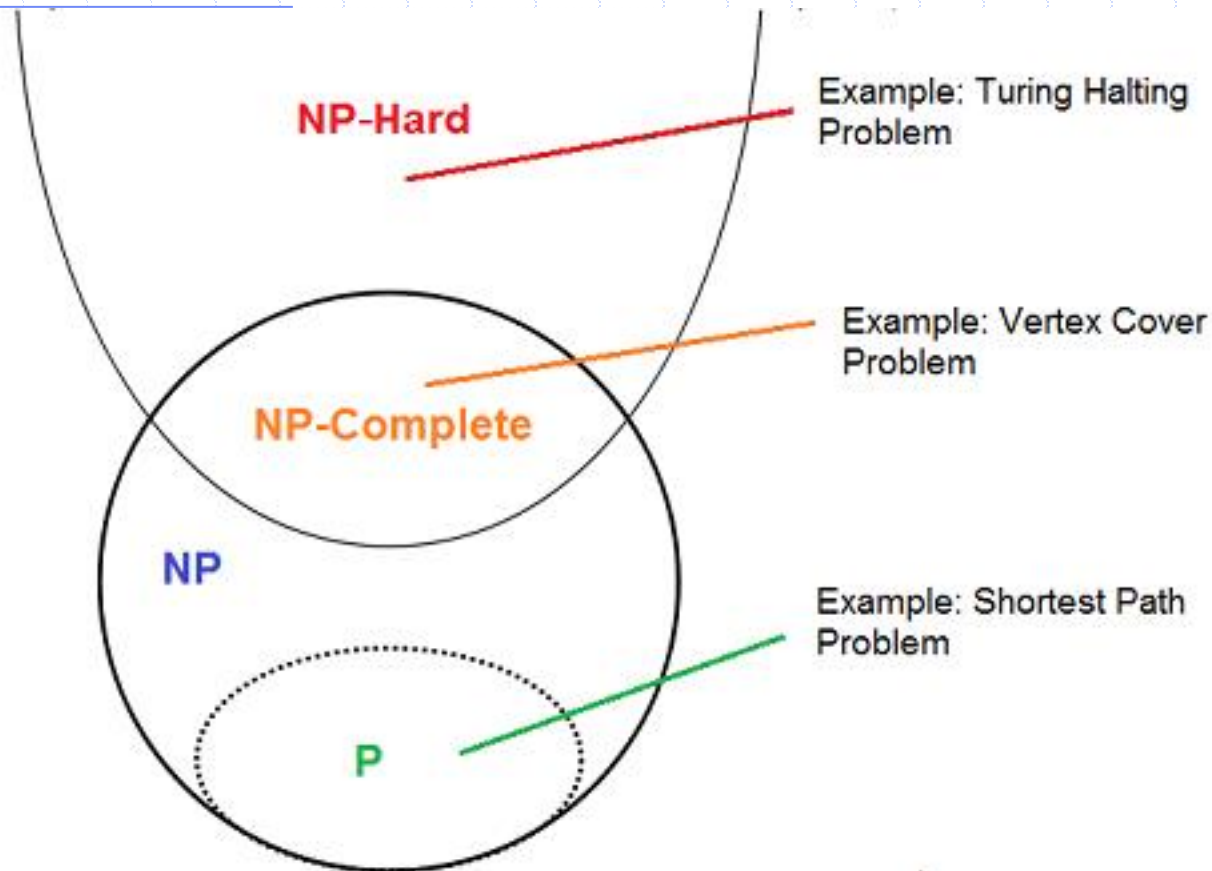 NP-Hard
Example: Turing Halting
Problem
Example: Vertex Cover
Problem
NP-Complete
NP
Example: Shortest Path
Problem
P